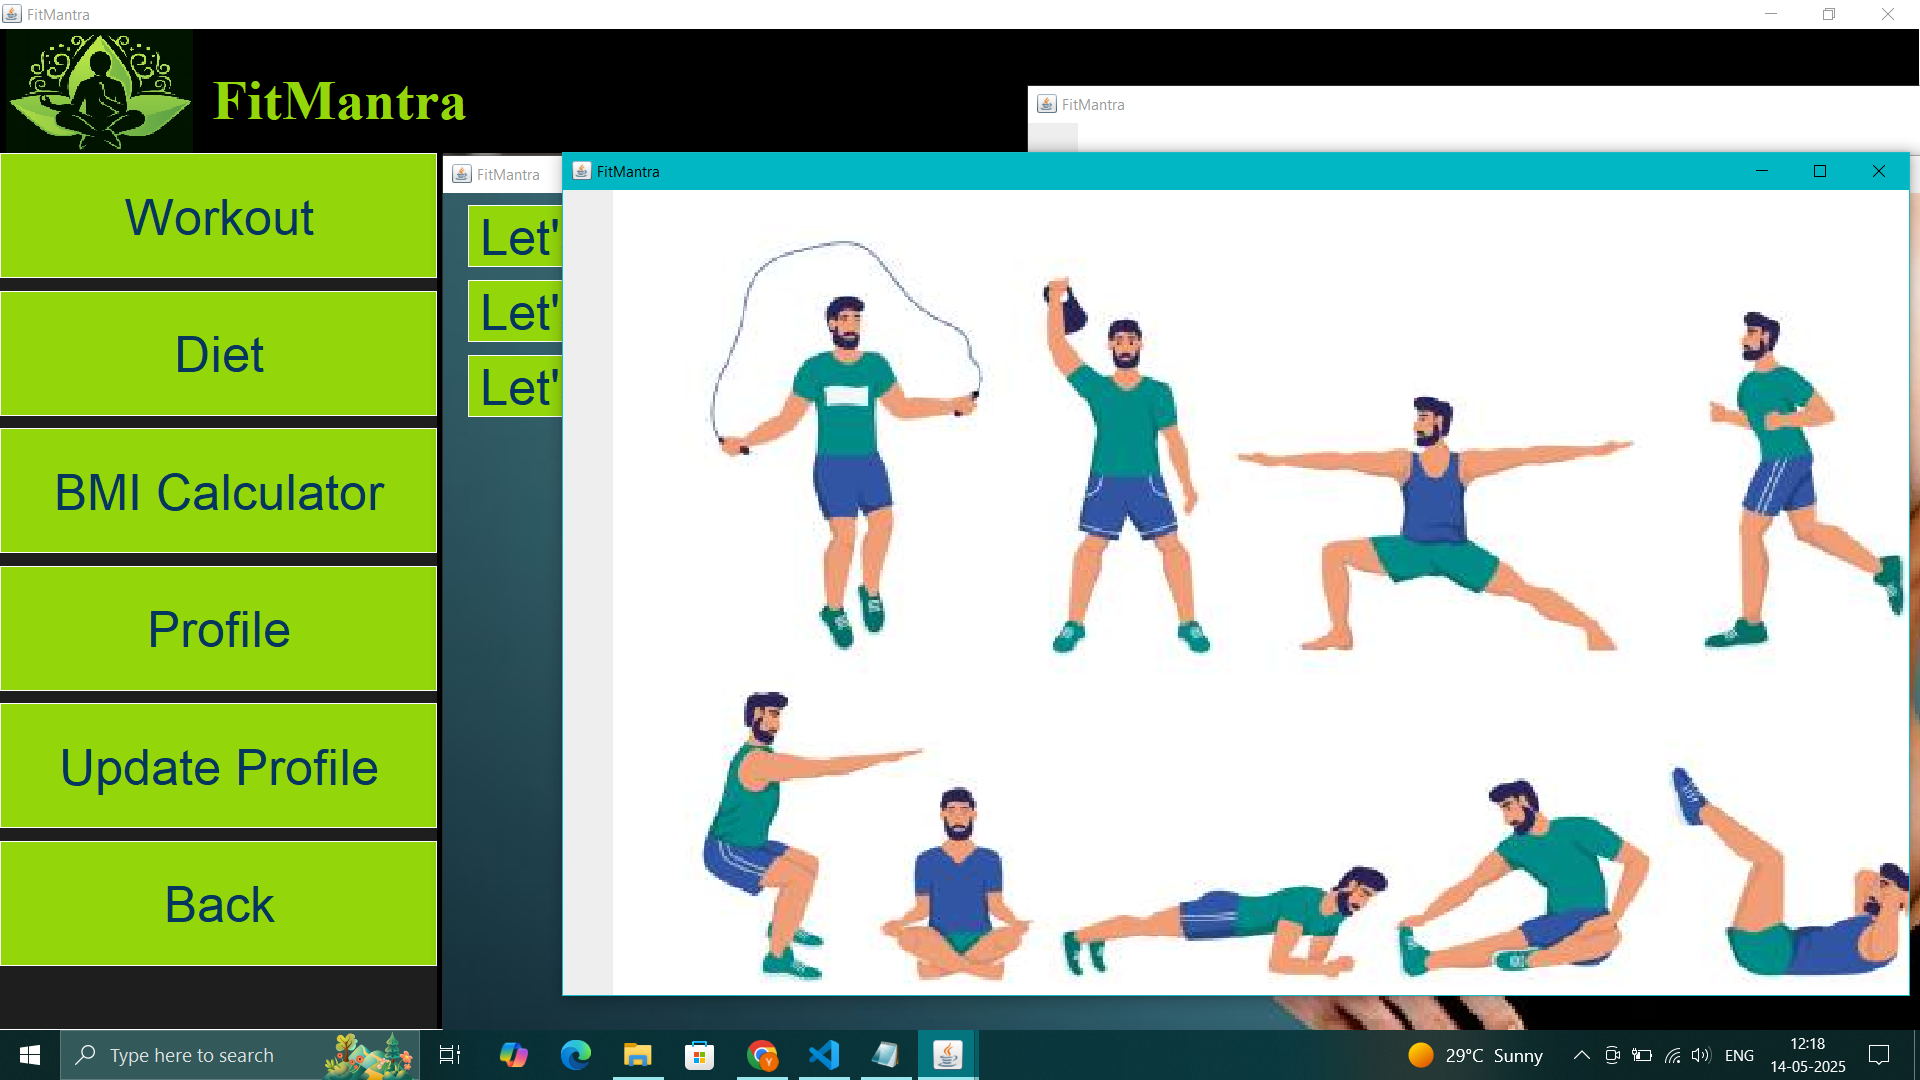 FitMantra
FitMantra
FitMantra
FitMantra
FitMantra
Workout
Diet
BMI Calculator
Profile
Update Profile
Back
Let'
Let'
Let'
Type here to search
29°C Sunny
ENG
12:18
14-05-2025